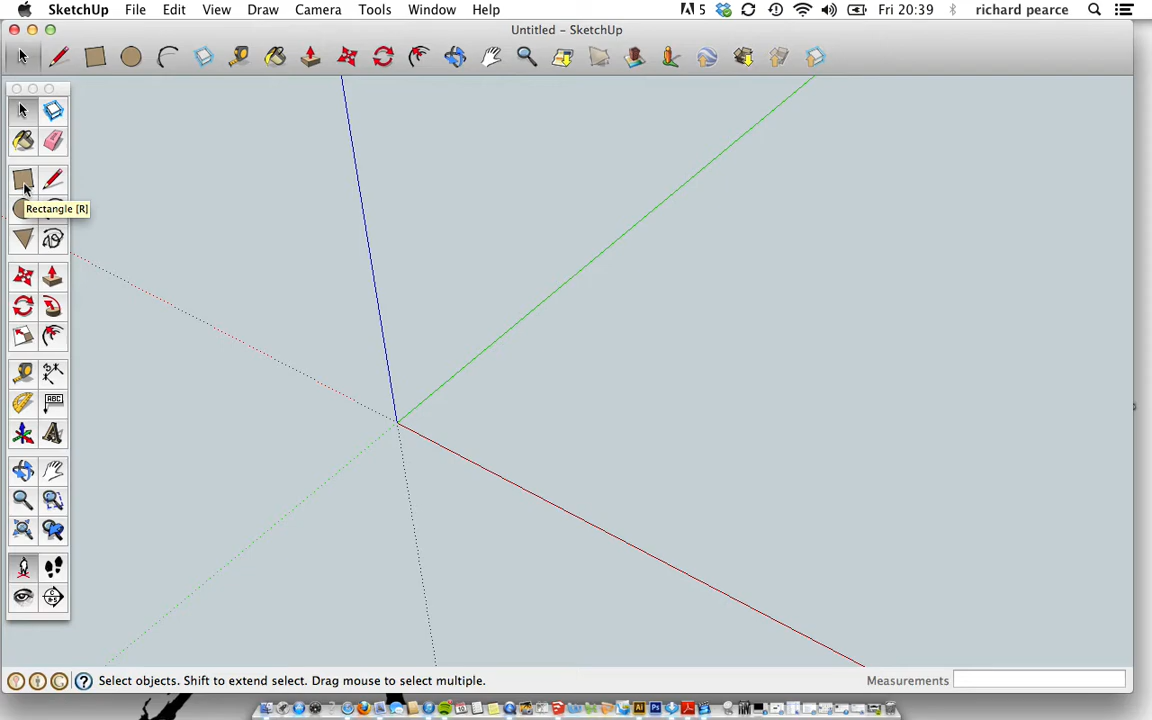 SketchUp File Edit View Draw Camera Tools Window Help 5 Fri 20:39 richard pearce
Untitled - SketchUp
Rectangle [R]
ABC
A
Select objects. Shift to extend select. Drag mouse to select multiple. Measurements